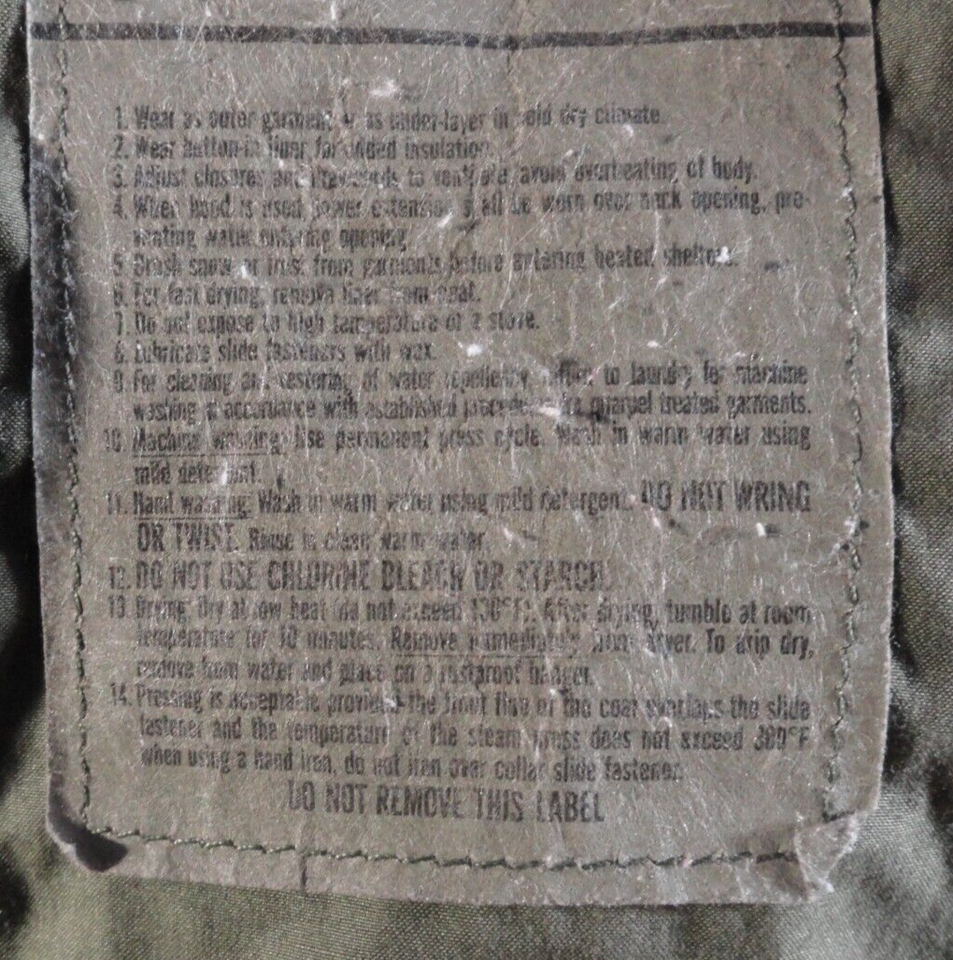 1. Wear as outer garment or as under-layer in cold dry climate.
2. Wear button-in liner for added insulation.
3. Adjust closures and drawcords to ventilate, avoid overheating of body.
4. When hood is used, lower extension shall be worn over neck opening, pre-
venting water entering opening.
5. Brush snow or frost from garments before entering heated shelters.
6. For fast drying, remove liner from coat.
7. Do not expose to high temperature of a stove.
8. Lubricate slide fasteners with wax.
9. For cleaning and restoring of water repellency, deliver to laundry for machine
washing in accordance with established procedures for quarpel treated garments.
10. Machine washing: Use permanent press cycle. Wash in warm water using
mild detergent.
11. Hand washing: Wash in warm water using mild detergent. DO NOT WRING
OR TWIST. Rinse in clean warm water.
12. DO NOT USE CHLORINE BLEACH OR STARCH.
13. Drying: Dry at low heat (do not exceed 130°F). After drying, tumble at room
temperature for 10 minutes. Remove immediately from dryer. To drip dry,
remove from water and place on a rustproof hanger.
14. Pressing is acceptable provided the front flap of the coat overlaps the slide
fastener and the temperature of the steam press does not exceed 300°F
when using a hand iron, do not iron over collar slide fastener.
DO NOT REMOVE THIS LABEL